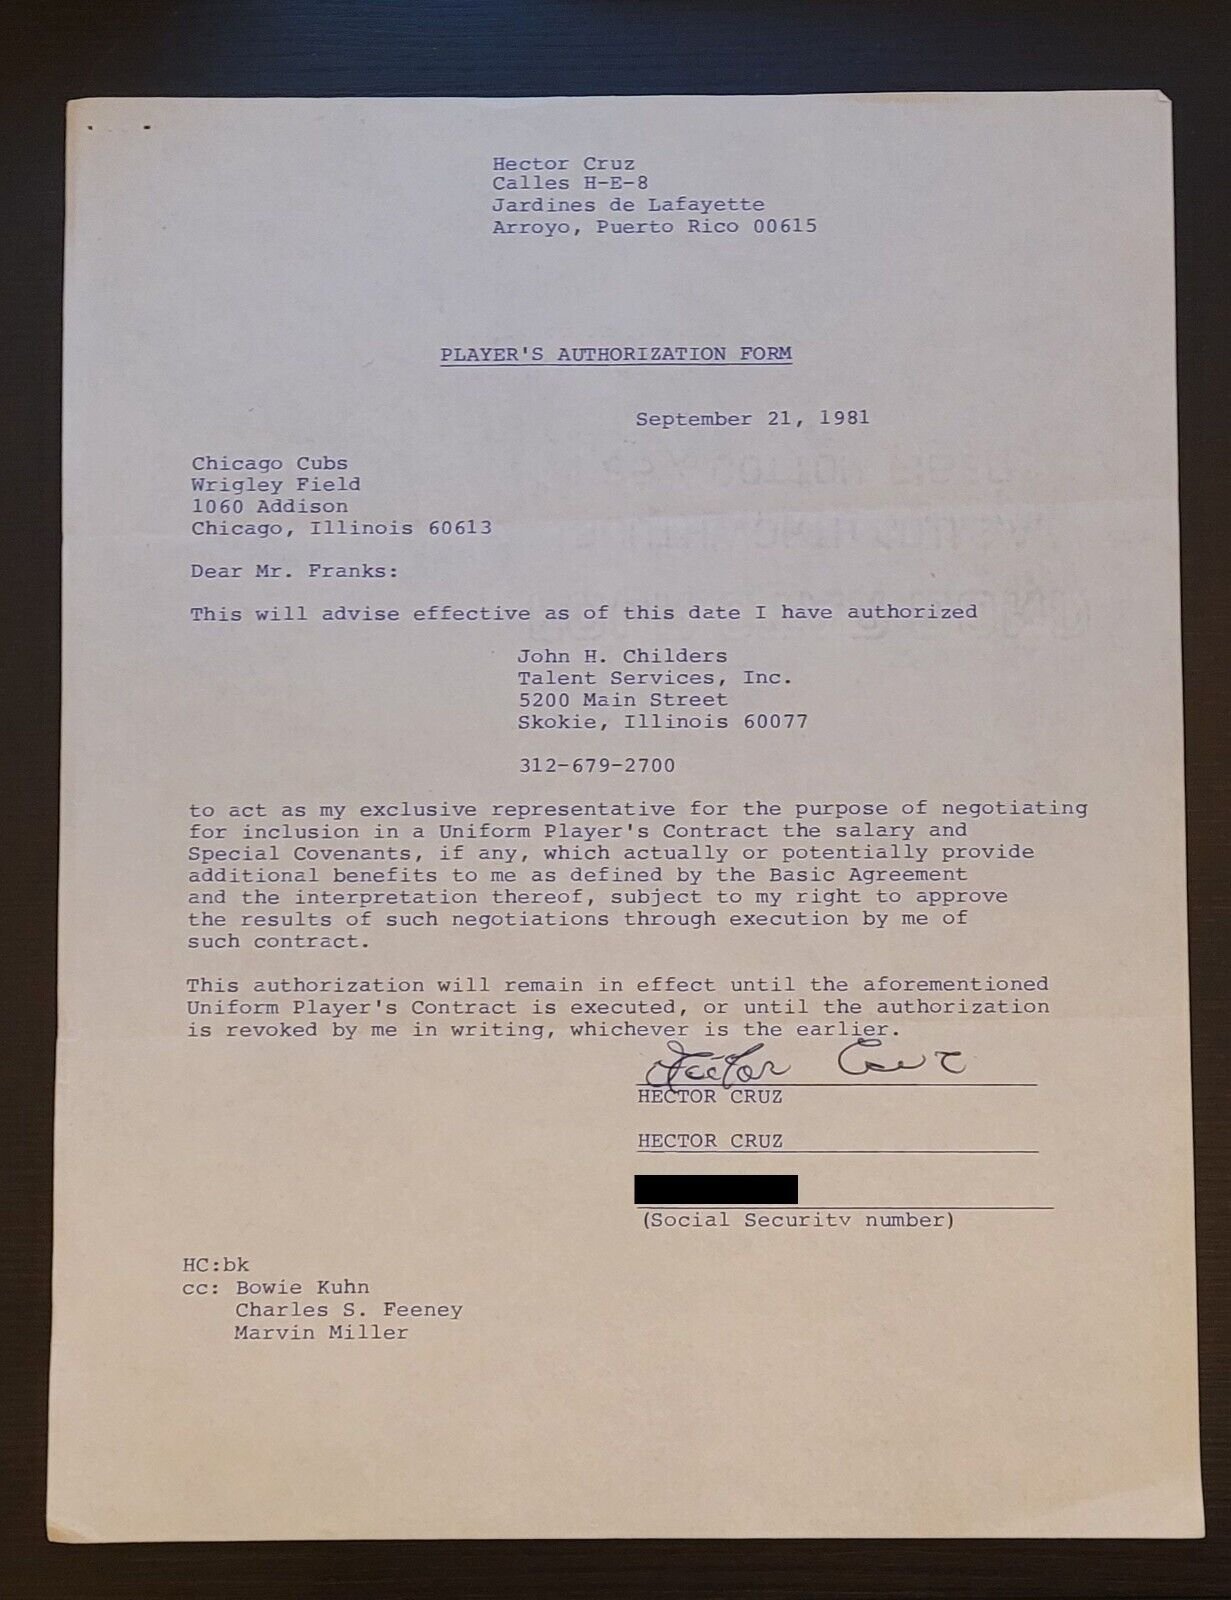 Hector Cruz
Calles H-E-8
Jardines de Lafayette
Arroyo, Puerto Rico 00615
PLAYER'S AUTHORIZATION FORM
September 21, 1981
Chicago Cubs
Wrigley Field
1060 Addison
Chicago, Illinois 60613
Dear Mr. Franks:
This will advise effective as of this date I have authorized
John H. Childers
Talent Services, Inc.
5200 Main Street
Skokie, Illinois 60077
312-679-2700
to act as my exclusive representative for the purpose of negotiating
for inclusion in a Uniform Player's Contract the salary and
Special Covenants, if any, which actually or potentially provide
additional benefits to me as defined by the Basic Agreement
and the interpretation thereof, subject to my right to approve
the results of such negotiations through execution by me of
such contract.
This authorization will remain in effect until the aforementioned
Uniform Player's Contract is executed, or until the authorization
is revoked by me in writing, whichever is the earlier.
Hector Cruz
HECTOR CRUZ
HECTOR CRUZ
(Social Security number)
HC:bk
cc: Bowie Kuhn
Charles S. Feeney
Marvin Miller